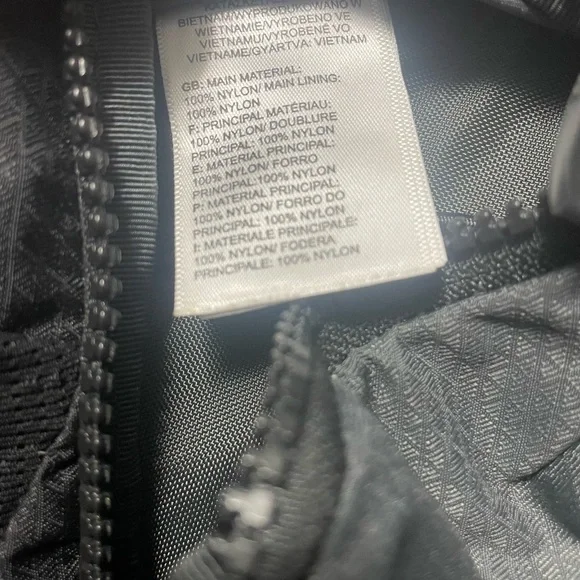 BIETNAM/WYPRODUKOWANO W
WIETNAMIE/VYROBENO VE
VIETNAMU/VYROBENÉ VO
VIETNAME/GYÁRTVA: VIETNAM
GB: MAIN MATERIAL:
100% NYLON/ MAIN LINING:
100% NYLON
F: PRINCIPAL MATÉRIAU:
100% NYLON/ DOUBLURE
PRINCIPAL: 100% NYLON
E: MATERIAL PRINCIPAL:
100% NYLON/ FORRO
PRINCIPAL: 100% NYLON
P: MATERIAL PRINCIPAL:
100% NYLON/ FORRO DO
PRINCIPAL: 100% NYLON
I: MATERIALE PRINCIPALE:
100% NYLON/ FODERA
PRINCIPALE: 100% NYLON